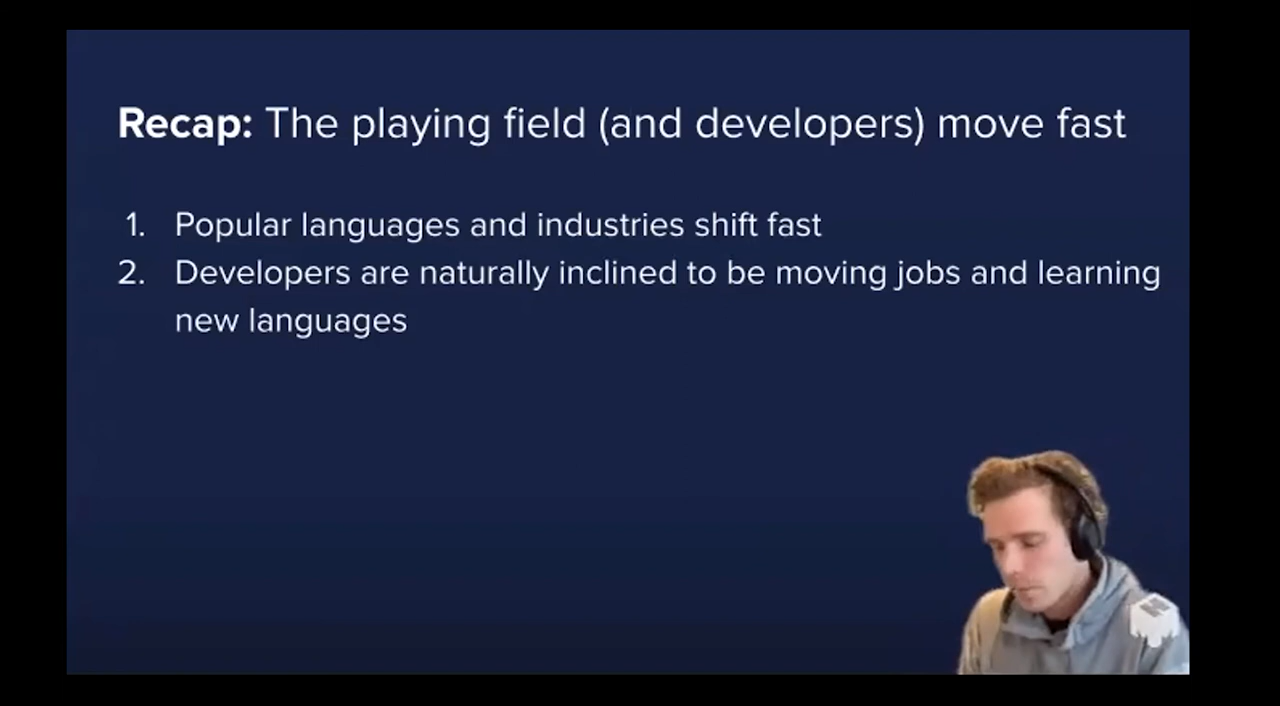 Recap: The playing field (and developers) move fast
1. Popular languages and industries shift fast
2. Developers are naturally inclined to be moving jobs and learning
new languages